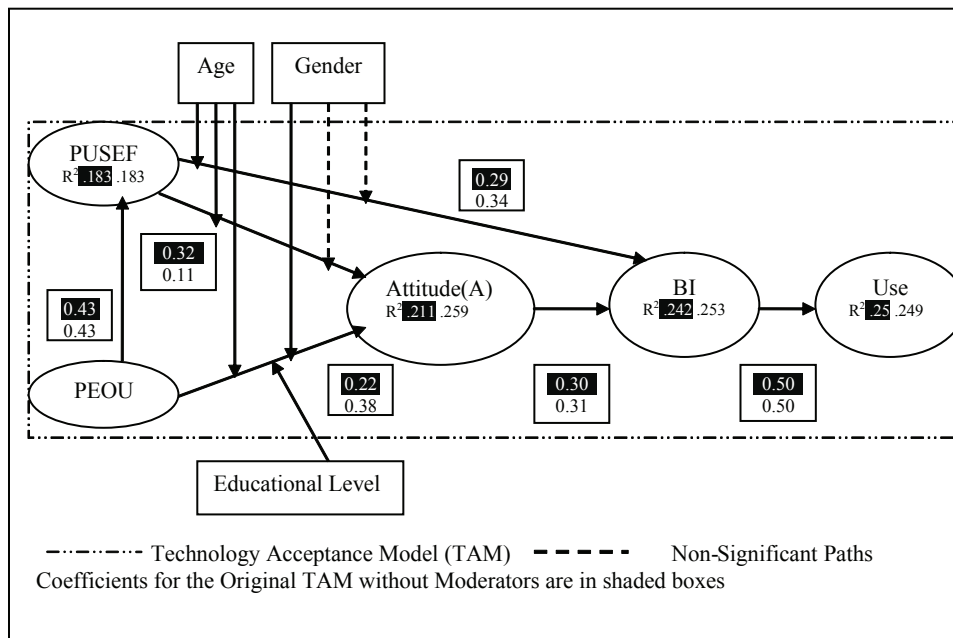 Age
Gender
PUSEF
R² .183 .183
0.29
0.34
0.32
0.11
Attitude(A)
R² .211 .259
BI
R² .242 .253
Use
R² .25 .249
0.43
0.43
PEOU
0.22
0.38
0.30
0.31
0.50
0.50
Educational Level
Technology Acceptance Model (TAM) Non-Significant Paths
Coefficients for the Original TAM without Moderators are in shaded boxes